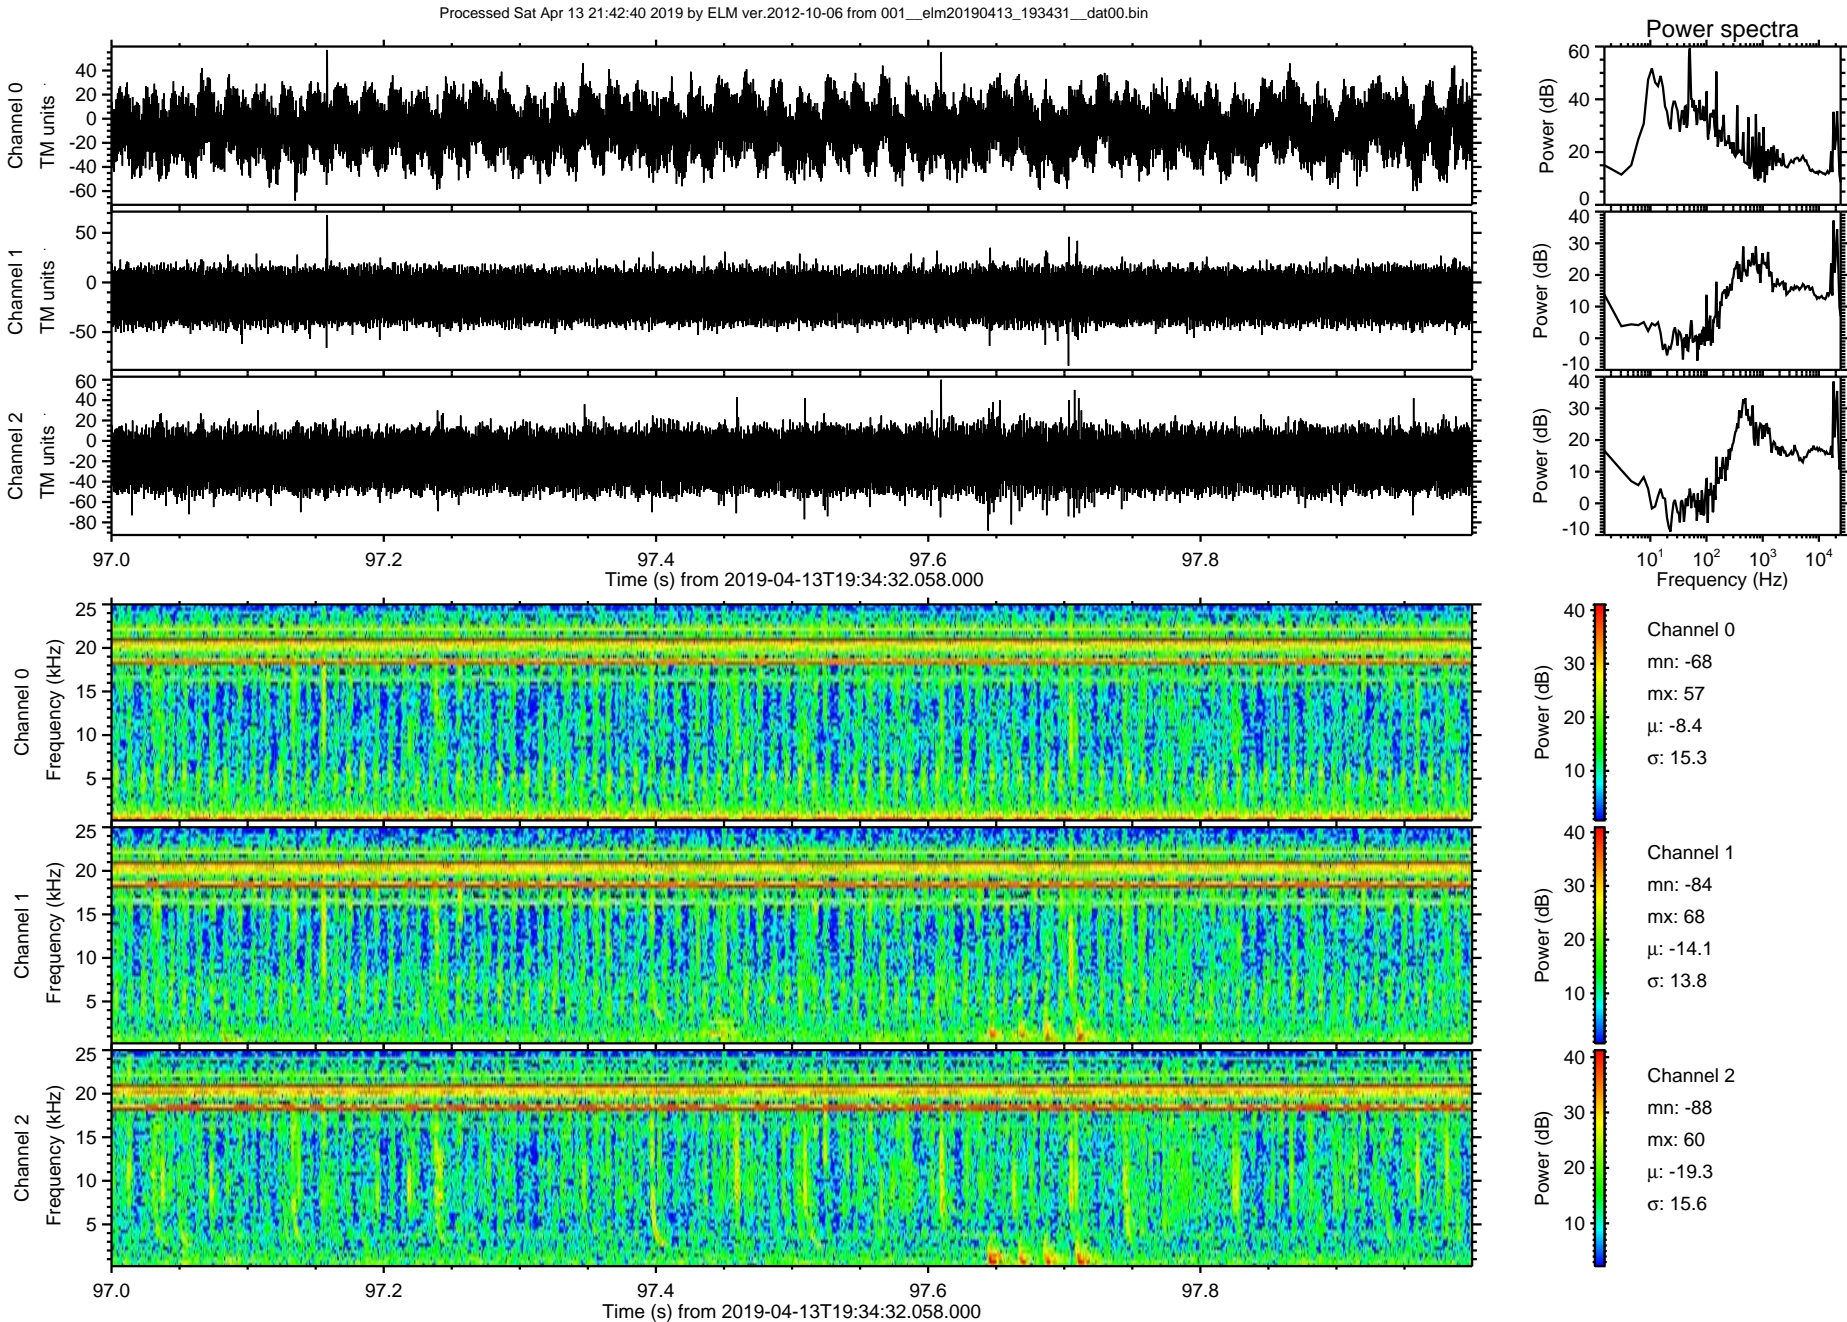 Processed Sat Apr 13 21:42:40 2019 by ELM ver.2012-10-06 from 001__elm20190413_193431__dat00.bin
Power spectra
Channel 0
TM units
40
20
0
-20
-40
-60
Power (dB)
60
40
20
0
Channel 1
TM units
50
0
-50
Power (dB)
40
30
20
10
0
-10
Channel 2
TM units
60
40
20
0
-20
-40
-60
-80
Power (dB)
40
30
20
10
0
-10
97.0 97.2 97.4 97.6 97.8
Time (s) from 2019-04-13T19:34:32.058.000
10^1 10^2 10^3 10^4
Frequency (Hz)
Channel 0
Frequency (kHz)
25
20
15
10
5
Power (dB)
40
30
20
10
Channel 0
mn: -68
mx: 57
μ: -8.4
σ: 15.3
Channel 1
Frequency (kHz)
25
20
15
10
5
Power (dB)
40
30
20
10
Channel 1
mn: -84
mx: 68
μ: -14.1
σ: 13.8
Channel 2
Frequency (kHz)
25
20
15
10
5
Power (dB)
40
30
20
10
Channel 2
mn: -88
mx: 60
μ: -19.3
σ: 15.6
97.0 97.2 97.4 97.6 97.8
Time (s) from 2019-04-13T19:34:32.058.000